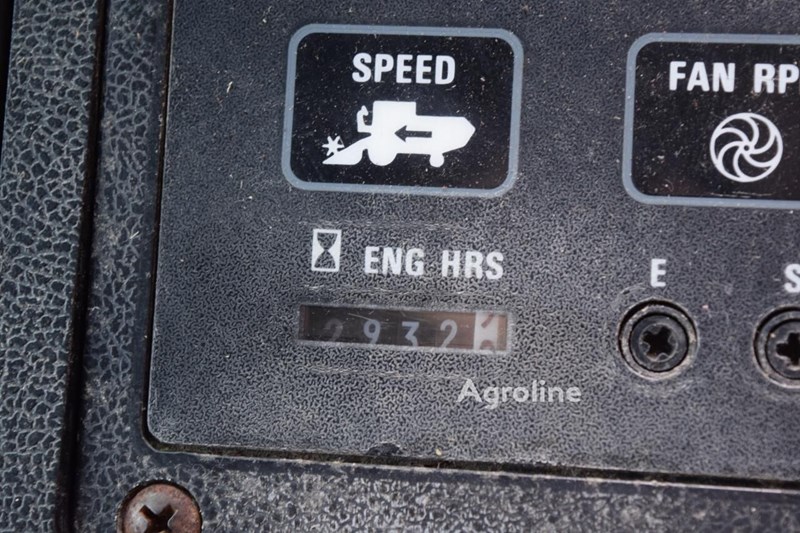 SPEED
FAN RP
ENG HRS
E
S
2932
Agroline